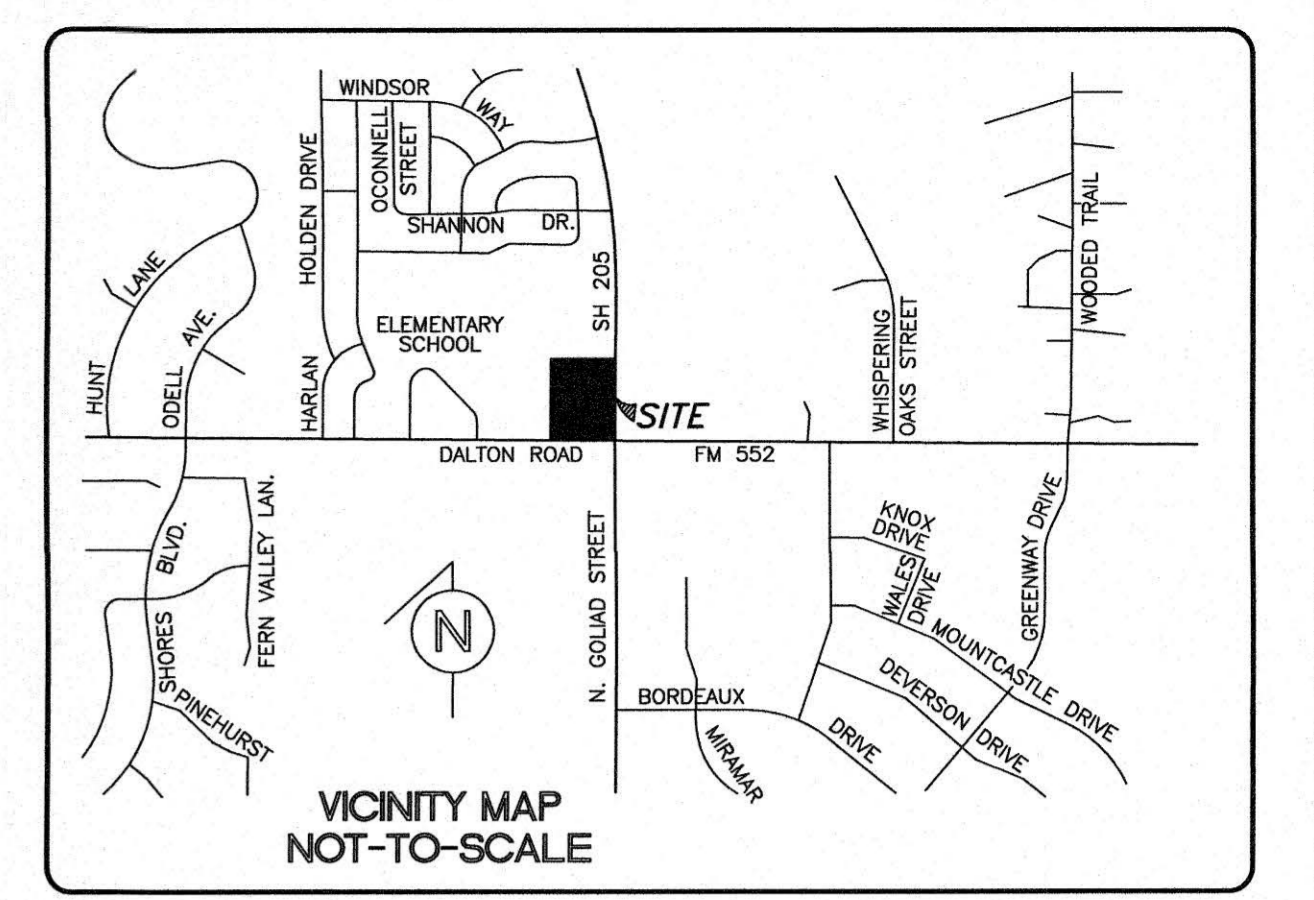 WINDSOR
WAY
HOLDEN DRIVE
OCONNELL
STREET
SHANNON DR.
LANE
HUNT
ODELL AVE.
HARLAN
ELEMENTARY
SCHOOL
SH 205
SITE
WHISPERING
OAKS STREET
WOODED TRAIL
DALTON ROAD
FM 552
SHORES BLVD.
FERN VALLEY LAN.
PINEHURST
N
N. GOLIAD STREET
BORDEAUX
DRIVE
MIRAMAR
KNOX
DRIVE
WALES
DRIVE
MOUNTCASTLE DRIVE
DEVERSON DRIVE
GREENWAY DRIVE
VICINITY MAP
NOT-TO-SCALE